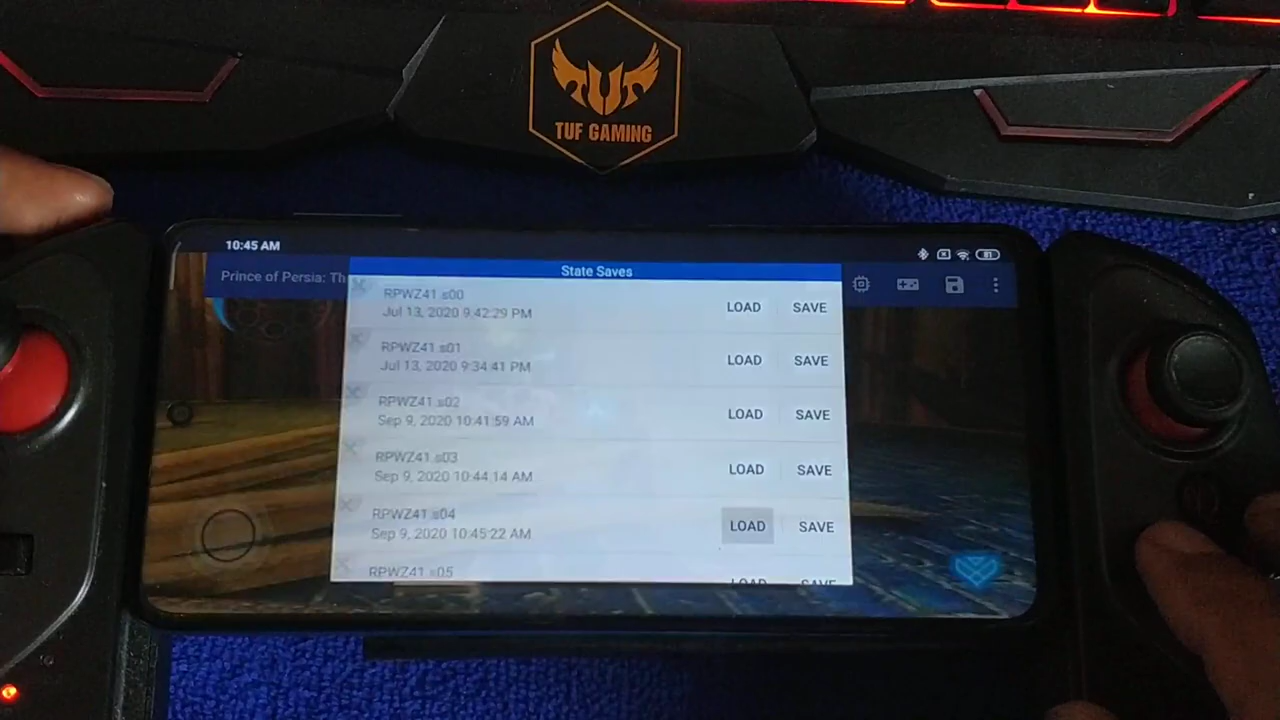 TUF GAMING
10:45 AM
81
Prince of Persia: Th
State Saves
RPWZ41.s00
Jul 13, 2020 9:42:29 PM
LOAD SAVE
RPWZ41.s01
Jul 13, 2020 9:34:41 PM
LOAD SAVE
RPWZ41.s02
Sep 9, 2020 10:41:59 AM
LOAD SAVE
RPWZ41.s03
Sep 9, 2020 10:44:14 AM
LOAD SAVE
RPWZ41.s04
Sep 9, 2020 10:45:22 AM
LOAD SAVE
RPWZ41.s05
LOAD SAVE